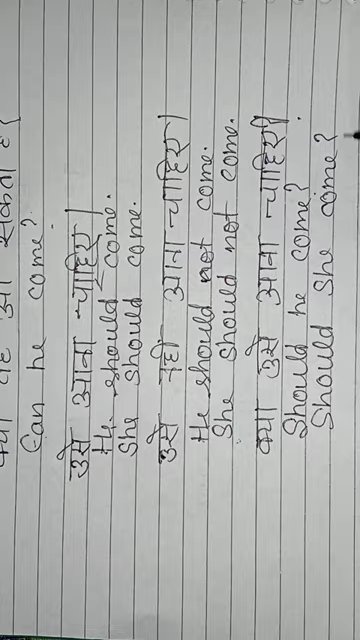 क्या वह आ सकता है?
Can he come?
उसे आना चाहिए।
He should come.
She should come.
उसे नही आना चाहिए।
He should not come.
She should not come.
क्या उसे आना चाहिए?
Should he come?
Should she come?